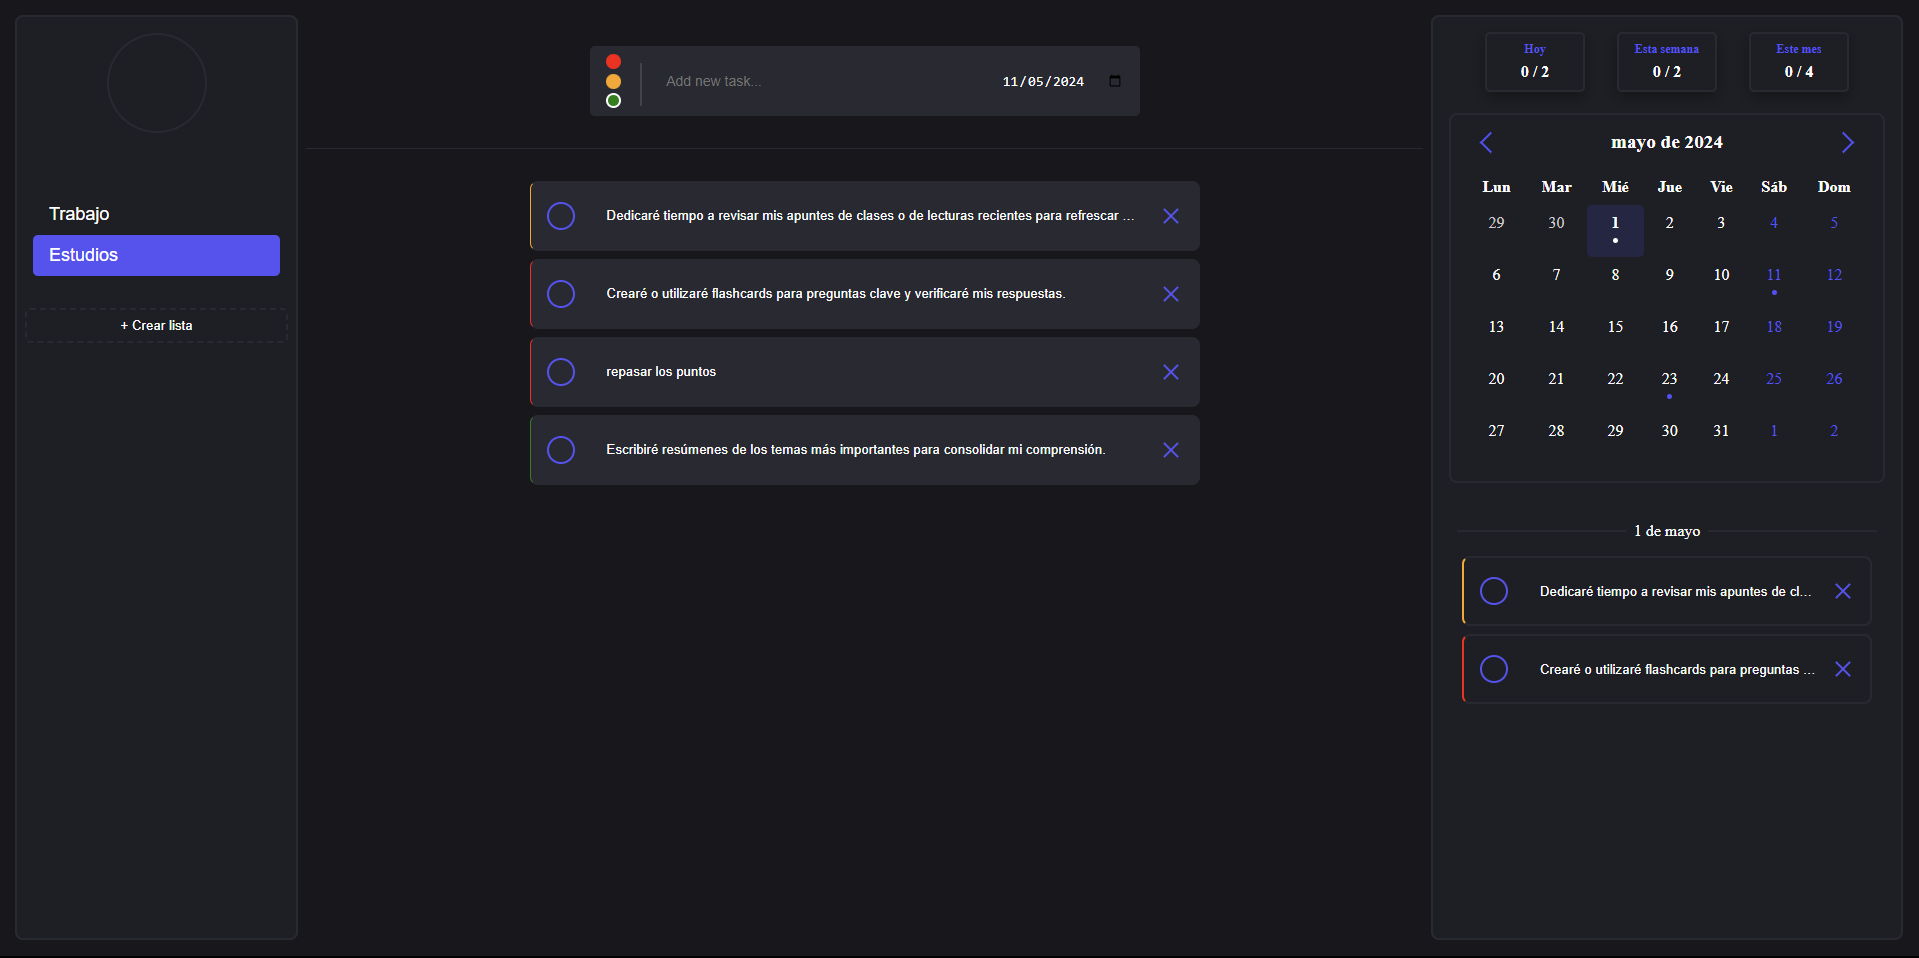 Trabajo
Estudios
+ Crear lista
Add new task...
11/05/2024
Dedicaré tiempo a revisar mis apuntes de clases o de lecturas recientes para refrescar ...
Crearé o utilizaré flashcards para preguntas clave y verificaré mis respuestas.
repasar los puntos
Escribiré resúmenes de los temas más importantes para consolidar mi comprensión.
Hoy
0 / 2
Esta semana
0 / 2
Este mes
0 / 4
mayo de 2024
Lun Mar Mié Jue Vie Sáb Dom
29 30 1 2 3 4 5
6 7 8 9 10 11 12
13 14 15 16 17 18 19
20 21 22 23 24 25 26
27 28 29 30 31 1 2
1 de mayo
Dedicaré tiempo a revisar mis apuntes de cl...
Crearé o utilizaré flashcards para preguntas ...